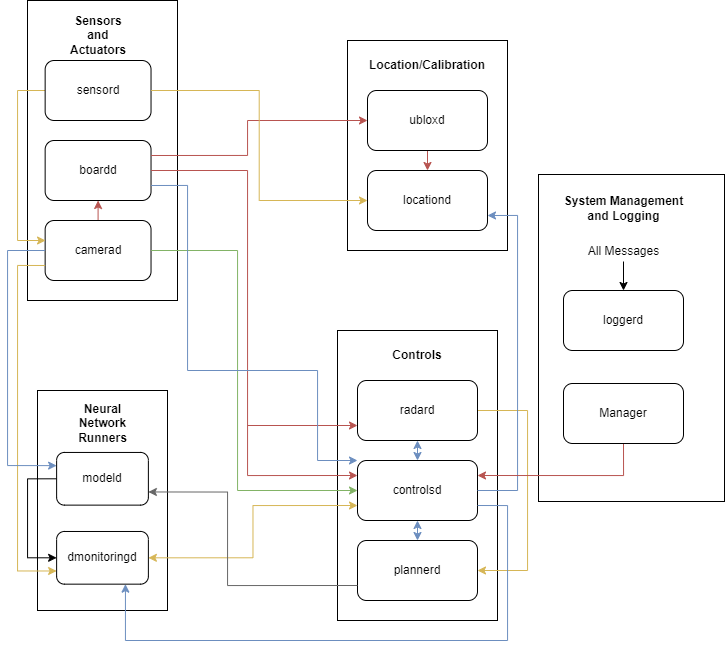 Sensors
and
Actuators
sensord
boardd
camerad
Location/Calibration
ubloxd
locationd
System Management
and Logging
All Messages
loggerd
Manager
Controls
radard
controlsd
plannerd
Neural
Network
Runners
modeld
dmonitoringd